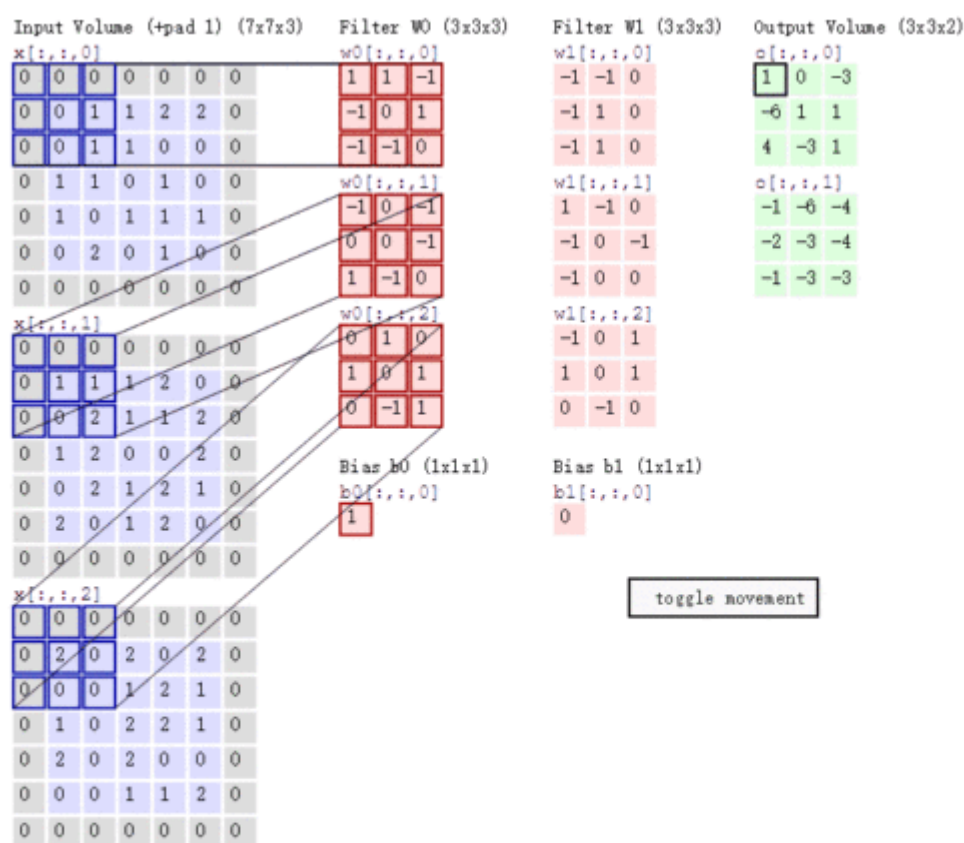 Input Volume (+pad 1) (7x7x3)
x[:,:,0]
0 0 0 0 0 0 0
0 0 1 1 2 2 0
0 0 1 1 0 0 0
0 1 1 0 1 0 0
0 1 0 1 1 1 0
0 0 2 0 1 0 0
0 0 0 0 0 0 0
x[:,:,1]
0 0 0 0 0 0 0
0 1 1 1 2 0 0
0 0 2 1 1 2 0
0 1 2 0 0 2 0
0 0 2 1 2 1 0
0 2 0 1 2 0 0
0 0 0 0 0 0 0
x[:,:,2]
0 0 0 0 0 0 0
0 2 0 2 0 2 0
0 0 0 1 2 1 0
0 1 0 2 2 1 0
0 2 0 2 0 0 0
0 0 0 1 1 2 0
0 0 0 0 0 0 0
Filter W0 (3x3x3)
w0[:,:,0]
1 1 -1
-1 0 1
-1 -1 0
w0[:,:,1]
-1 0 -1
0 0 -1
1 -1 0
w0[:,:,2]
0 1 0
1 0 1
0 -1 1
Bias b0 (1x1x1)
b0[:,:,0]
1
Filter W1 (3x3x3)
w1[:,:,0]
-1 -1 0
-1 1 0
-1 1 0
w1[:,:,1]
1 -1 0
-1 0 -1
-1 0 0
w1[:,:,2]
-1 0 1
1 0 1
0 -1 0
Bias b1 (1x1x1)
b1[:,:,0]
0
Output Volume (3x3x2)
o[:,:,0]
1 0 -3
-6 1 1
4 -3 1
o[:,:,1]
-1 -6 -4
-2 -3 -4
-1 -3 -3
toggle movement